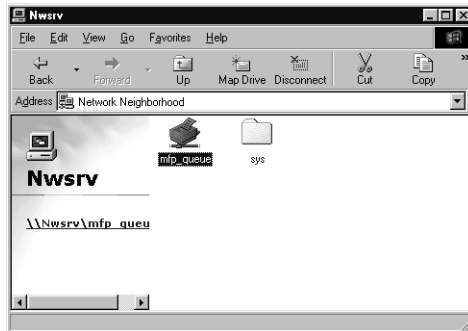 Nwsrv
File Edit View Go Favorites Help
Back Forward Up Map Drive Disconnect Cut Copy »
Address Network Neighborhood
mfp_queue sys
Nwsrv
\\Nwsrv\mfp_queu